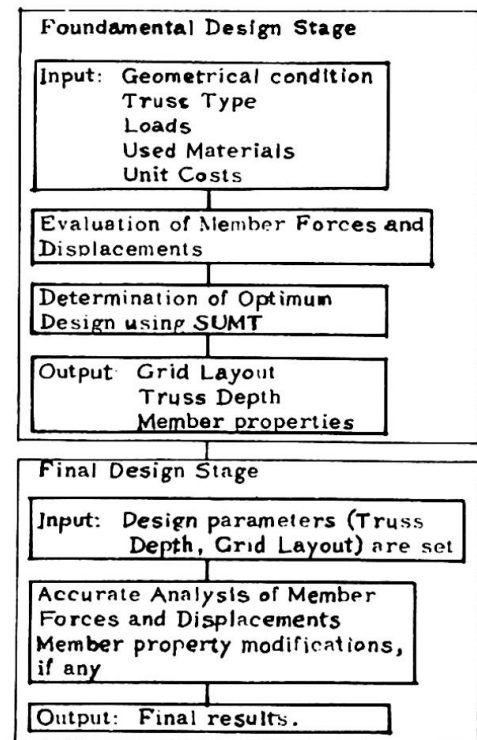 Foundamental Design Stage
Input: Geometrical condition
Truse Type
Loads
Used Materials
Unit Costs
Evaluation of Member Forces and
Displacements
Determination of Optimum
Design using SUMT
Output Grid Layout
Truss Depth
Member properties
Final Design Stage
Input: Design parameters (Truss
Depth, Grid Layout) are set
Accurate Analysis of Member
Forces and Displacements
Member property modifications,
if any
Output: Final results.